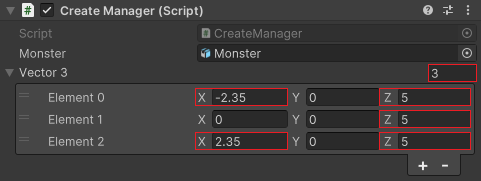 Create Manager (Script)
Script CreateManager
Monster Monster
Vector 3 3
Element 0 X -2.35 Y 0 Z 5
Element 1 X 0 Y 0 Z 5
Element 2 X 2.35 Y 0 Z 5
+ -